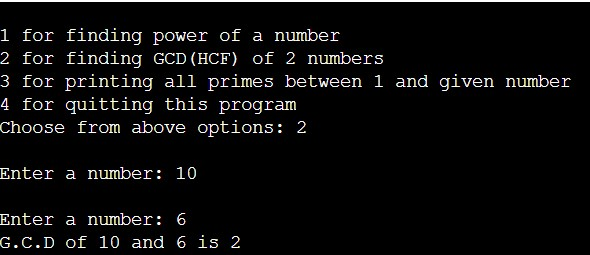 1 for finding power of a number
2 for finding GCD(HCF) of 2 numbers
3 for printing all primes between 1 and given number
4 for quitting this program
Choose from above options: 2
Enter a number: 10
Enter a number: 6
G.C.D of 10 and 6 is 2